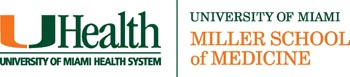 UHealth
UNIVERSITY OF MIAMI HEALTH SYSTEM
UNIVERSITY OF MIAMI
MILLER SCHOOL
of MEDICINE